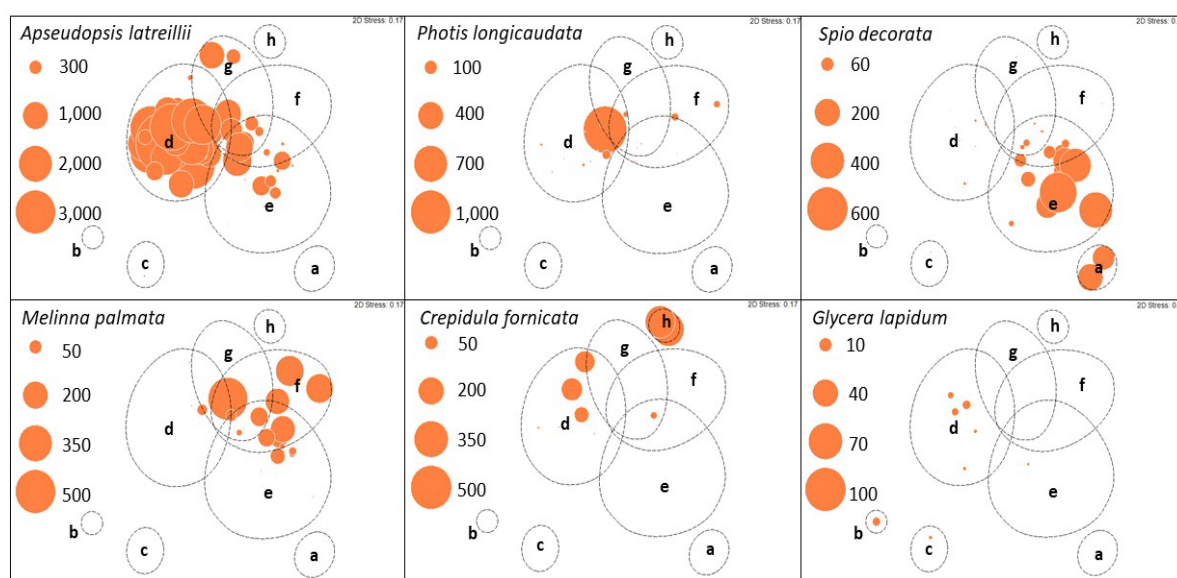 2D Stress: 0.17
Apseudopsis latreillii
300
1,000
2,000
3,000
h
g
f
d
e
b
c
a
2D Stress: 0.17
Photis longicaudata
100
400
700
1,000
h
g
f
d
e
b
c
a
2D Stress: 0.1
Spio decorata
60
200
400
600
h
g
f
d
e
b
c
a
2D Stress: 0.17
Melinna palmata
50
200
350
500
h
g
f
d
e
b
c
a
2D Stress: 0.17
Crepidula fornicata
50
200
350
500
h
g
f
d
e
b
c
a
2D Stress: 0.1
Glycera lapidum
10
40
70
100
h
g
f
d
e
b
c
a